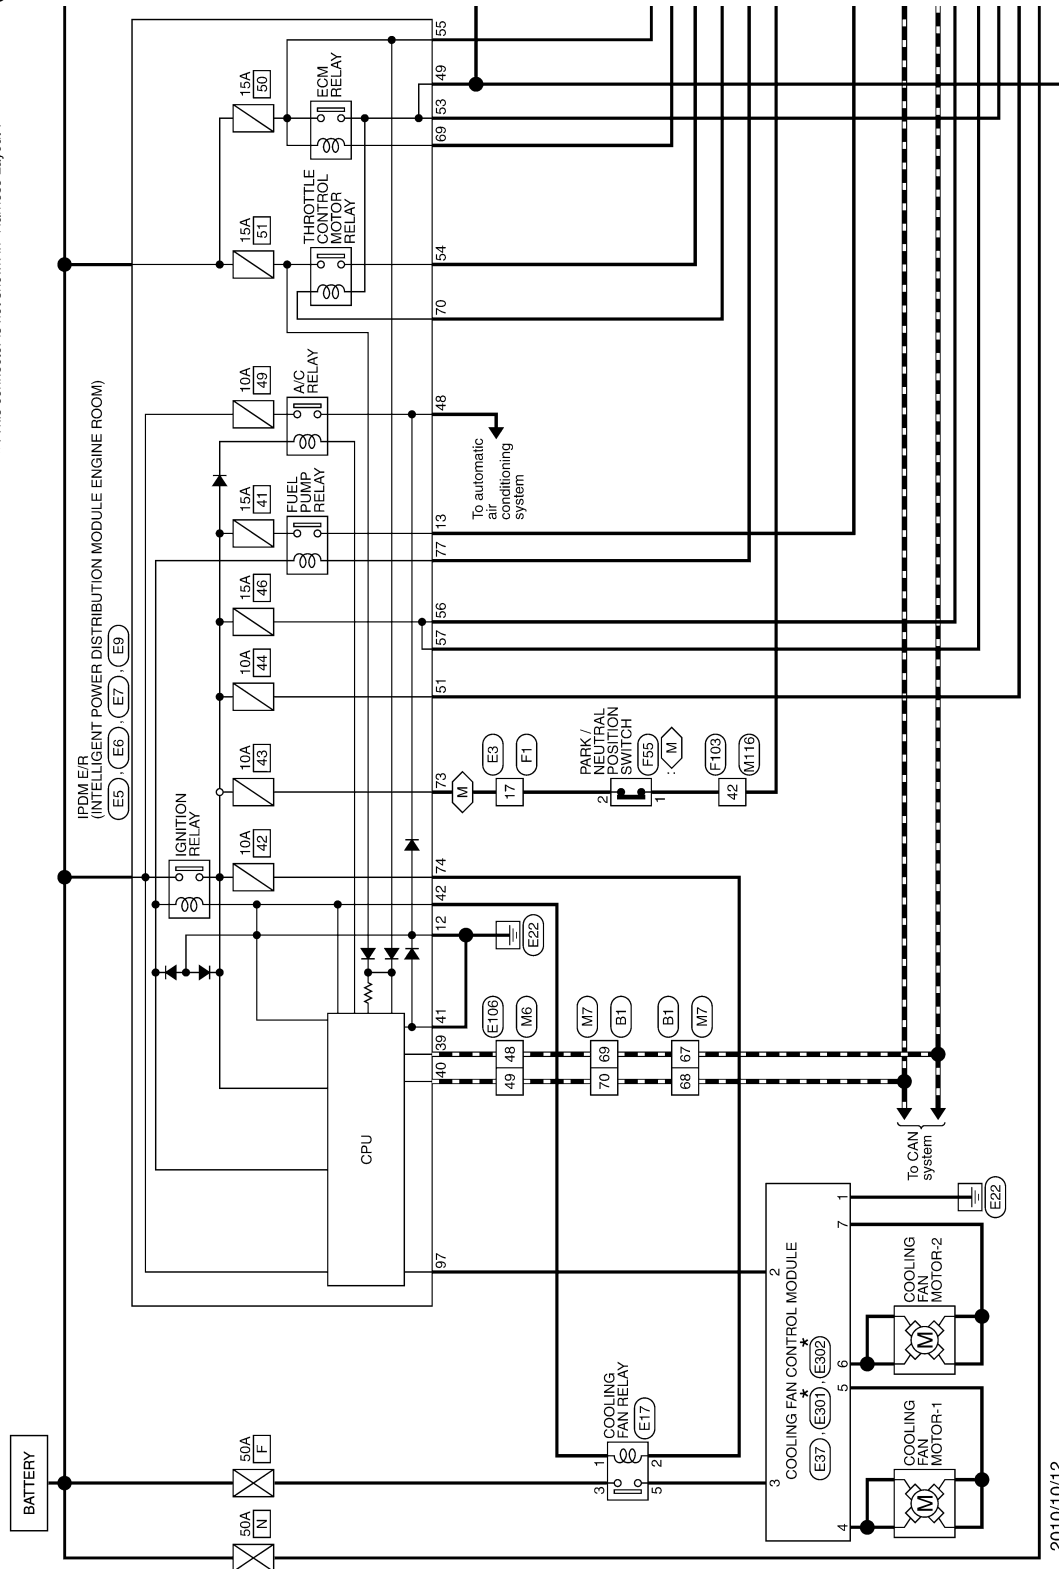 BATTERY
50A
F
50A
N
IPDM E/R
(INTELLIGENT POWER DISTRIBUTION MODULE ENGINE ROOM)
E5 , E6 , E7 , E9
IGNITION
RELAY
10A
42
10A
43
10A
44
15A
46
15A
41
FUEL
PUMP
RELAY
10A
49
A/C
RELAY
15A
51
THROTTLE
CONTROL
MOTOR
RELAY
15A
50
ECM
RELAY
CPU
97
40
39
41
12
42
74
73
51
57
56
77
13
48
70
54
69
53
49
55
To automatic
air
conditioning
system
E22
M
17
E3
F1
PARK /
NEUTRAL
POSITION
SWITCH
F55
: M
2
1
42
F103
M116
49
48
E106
M6
70
69
M7
B1
68
67
B1
M7
To CAN
system
COOLING
FAN RELAY
E17
1
2
3
5
COOLING FAN CONTROL MODULE
E37 , E301* , E302*
3
2
4
5
6
7
1
E22
COOLING
FAN
MOTOR-1
M
COOLING
FAN
MOTOR-2
M
2010/10/12